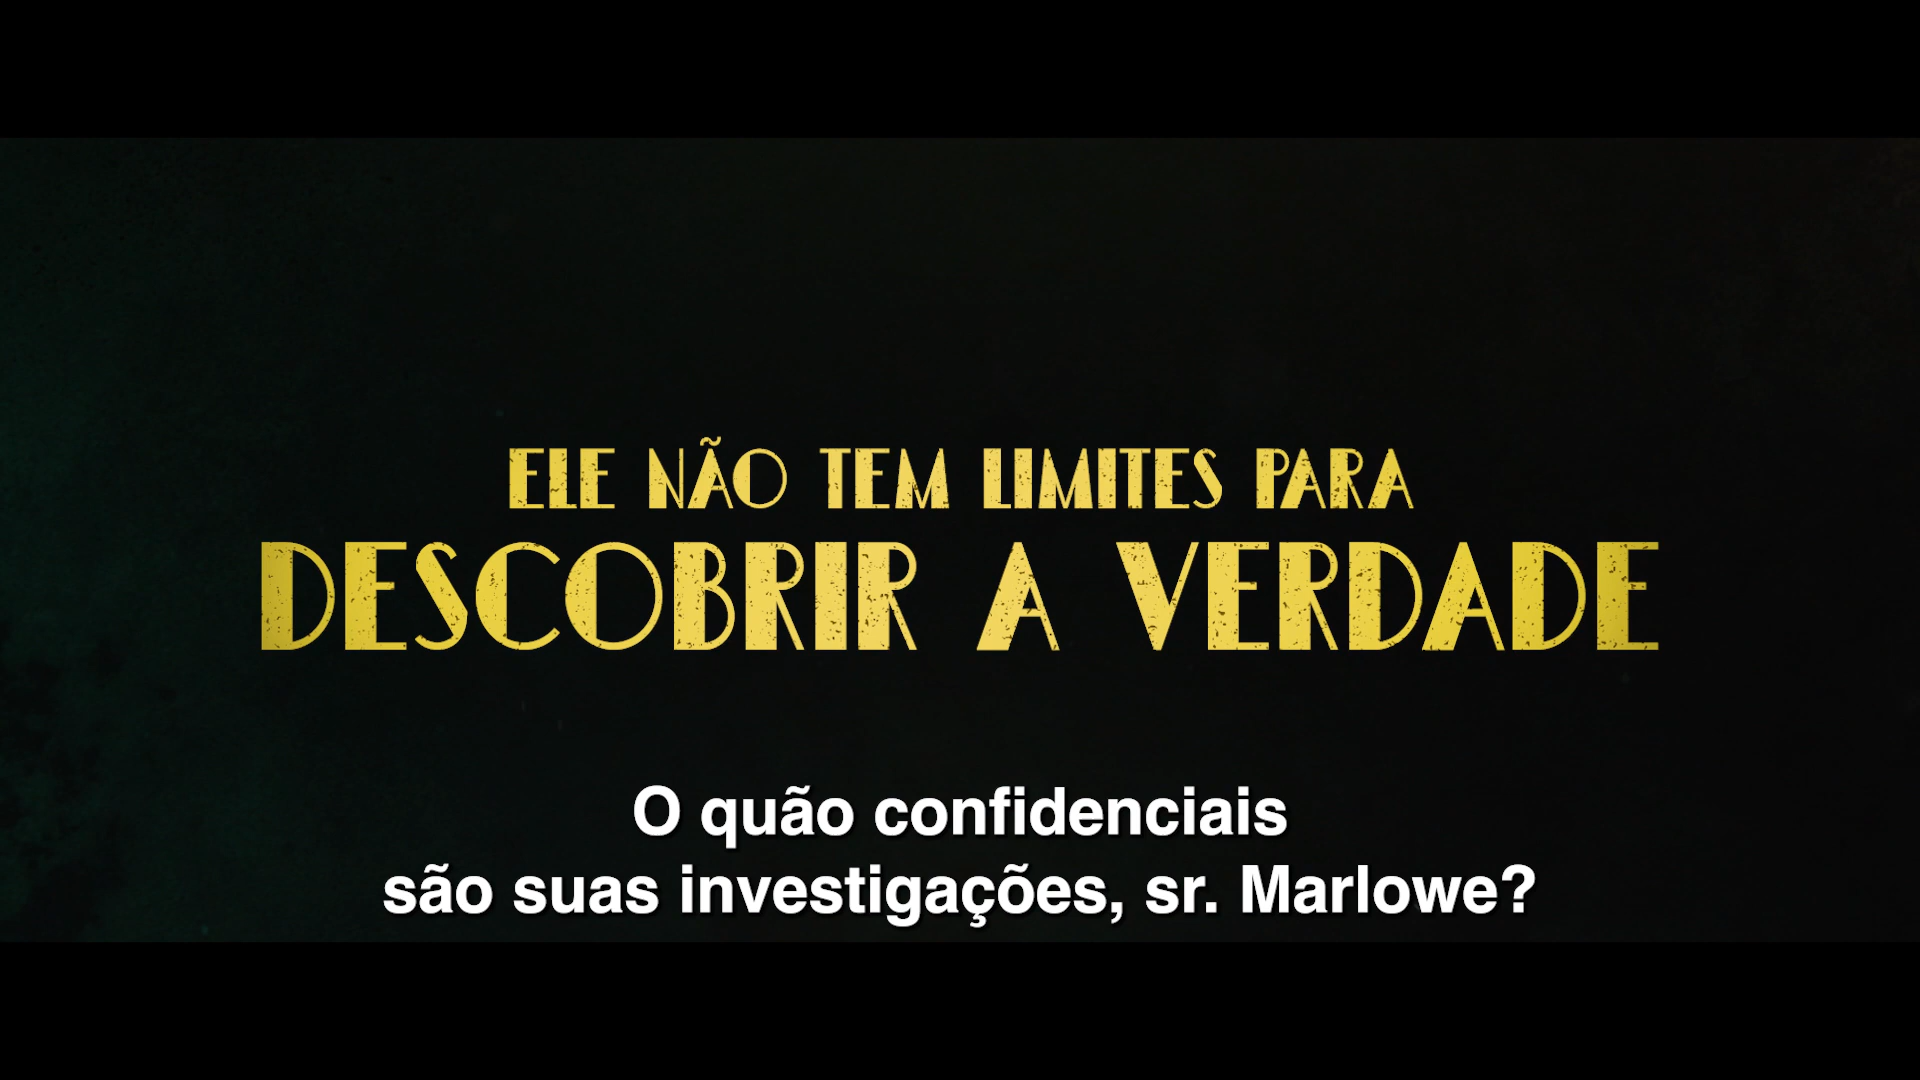 ELE NÃO TEM LIMITES PARA
DESCOBRIR A VERDADE
O quão confidenciais
são suas investigações, sr. Marlowe?